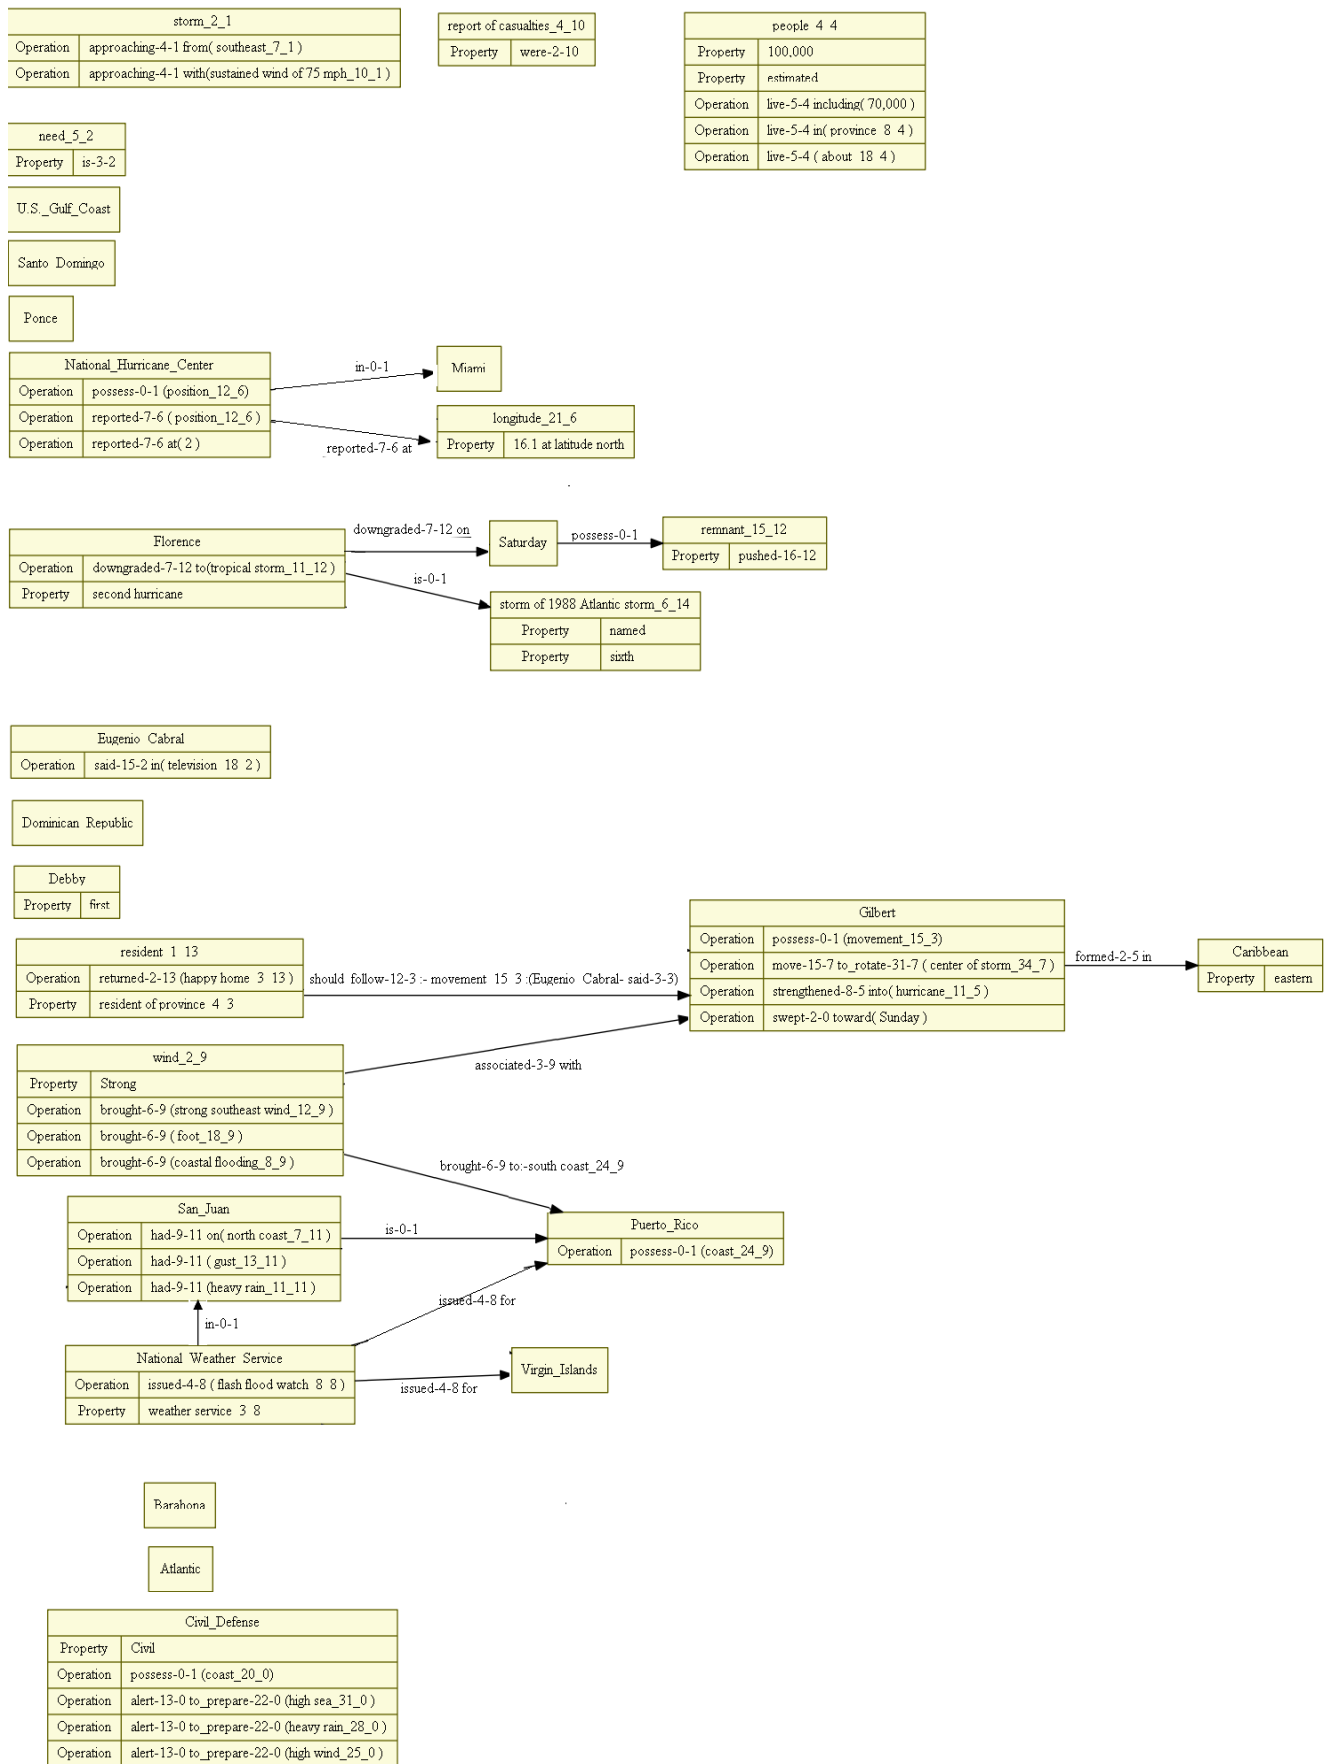 storm_2_1
Operation approaching-4-1 from( southeast_7_1 )
Operation approaching-4-1 with(sustained wind of 75 mph_10_1 )
report of casualties_4_10
Property were-2-10
people 4 4
Property 100,000
Property estimated
Operation live-5-4 including( 70,000 )
Operation live-5-4 in( province 8 4 )
Operation live-5-4 ( about 18 4 )
need_5_2
Property is-3-2
U.S._Gulf_Coast
Santo Domingo
Ponce
National_Hurricane_Center
Operation possess-0-1 (position_12_6)
Operation reported-7-6 ( position_12_6 )
Operation reported-7-6 at( 2 )
in-0-1
Miami
reported-7-6 at
longitude_21_6
Property 16.1 at latitude north
Florence
Operation downgraded-7-12 to(tropical storm_11_12 )
Property second hurricane
downgraded-7-12 on
Saturday
possess-0-1
remnant_15_12
Property pushed-16-12
is-0-1
storm of 1988 Atlantic storm_6_14
Property named
Property sixth
Eugenio Cabral
Operation said-15-2 in( television 18 2 )
Dominican Republic
Debby
Property first
resident 1 13
Operation returned-2-13 (happy home 3 13 )
Property resident of province 4 3
should follow-12-3 :- movement 15 3 :(Eugenio Cabral- said-3-3)
Gilbert
Operation possess-0-1 (movement_15_3)
Operation move-15-7 to_rotate-31-7 ( center of storm_34_7 )
Operation strengthened-8-5 into( hurricane_11_5 )
Operation swept-2-0 toward( Sunday )
formed-2-5 in
Caribbean
Property eastern
wind_2_9
Property Strong
Operation brought-6-9 (strong southeast wind_12_9 )
Operation brought-6-9 ( foot_18_9 )
Operation brought-6-9 (coastal flooding_8_9 )
associated-3-9 with
brought-6-9 to:-south coast_24_9
San_Juan
Operation had-9-11 on( north coast_7_11 )
Operation had-9-11 ( gust_13_11 )
Operation had-9-11 (heavy rain_11_11 )
is-0-1
Puerto_Rico
Operation possess-0-1 (coast_24_9)
in-0-1
issued-4-8 for
National Weather Service
Operation issued-4-8 ( flash flood watch 8 8 )
Property weather service 3 8
issued-4-8 for
Virgin_Islands
Barahona
Atlantic
Civil_Defense
Property Civil
Operation possess-0-1 (coast_20_0)
Operation alert-13-0 to_prepare-22-0 (high sea_31_0 )
Operation alert-13-0 to_prepare-22-0 (heavy rain_28_0 )
Operation alert-13-0 to_prepare-22-0 (high wind_25_0 )